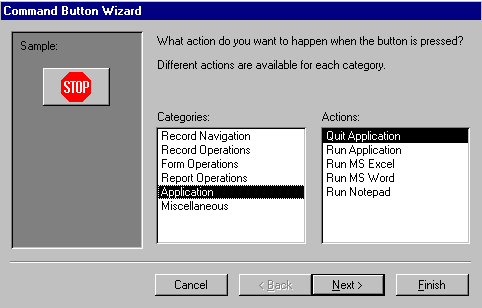 Command Button Wizard
Sample:
STOP
What action do you want to happen when the button is pressed?
Different actions are available for each category.
Categories:
Record Navigation
Record Operations
Form Operations
Report Operations
Application
Miscellaneous
Actions:
Quit Application
Run Application
Run MS Excel
Run MS Word
Run Notepad
Cancel
< Back
Next >
Finish